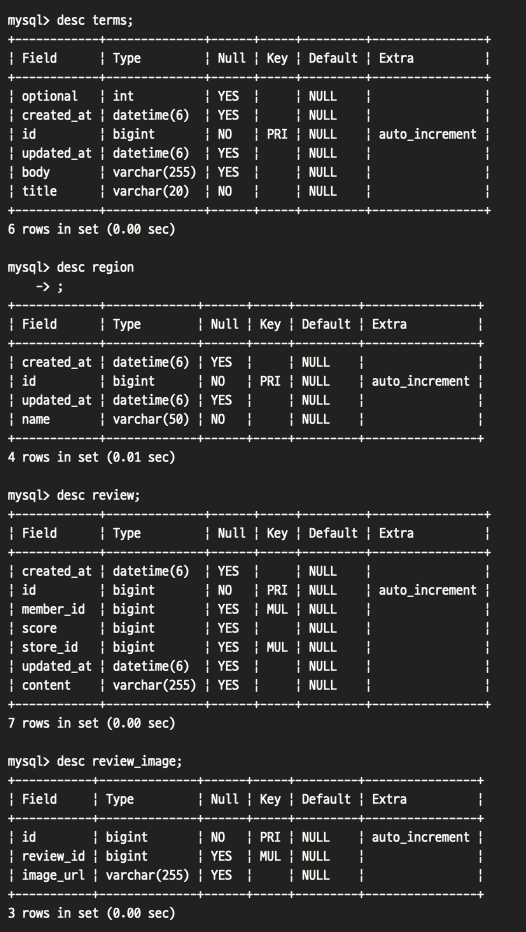 mysql> desc terms;
+------------+--------------+------+-----+---------+----------------+
| Field      | Type         | Null | Key | Default | Extra          |
+------------+--------------+------+-----+---------+----------------+
| optional   | int          | YES  |     | NULL    |                |
| created_at | datetime(6)  | YES  |     | NULL    |                |
| id         | bigint       | NO   | PRI | NULL    | auto_increment |
| updated_at | datetime(6)  | YES  |     | NULL    |                |
| body       | varchar(255) | YES  |     | NULL    |                |
| title      | varchar(20)  | NO   |     | NULL    |                |
+------------+--------------+------+-----+---------+----------------+
6 rows in set (0.00 sec)

mysql> desc region
    -> ;
+------------+-------------+------+-----+---------+----------------+
| Field      | Type        | Null | Key | Default | Extra          |
+------------+-------------+------+-----+---------+----------------+
| created_at | datetime(6) | YES  |     | NULL    |                |
| id         | bigint      | NO   | PRI | NULL    | auto_increment |
| updated_at | datetime(6) | YES  |     | NULL    |                |
| name       | varchar(50) | NO   |     | NULL    |                |
+------------+-------------+------+-----+---------+----------------+
4 rows in set (0.01 sec)

mysql> desc review;
+------------+--------------+------+-----+---------+----------------+
| Field      | Type         | Null | Key | Default | Extra          |
+------------+--------------+------+-----+---------+----------------+
| created_at | datetime(6)  | YES  |     | NULL    |                |
| id         | bigint       | NO   | PRI | NULL    | auto_increment |
| member_id  | bigint       | YES  | MUL | NULL    |                |
| score      | bigint       | YES  |     | NULL    |                |
| store_id   | bigint       | YES  | MUL | NULL    |                |
| updated_at | datetime(6)  | YES  |     | NULL    |                |
| content    | varchar(255) | YES  |     | NULL    |                |
+------------+--------------+------+-----+---------+----------------+
7 rows in set (0.00 sec)

mysql> desc review_image;
+-----------+--------------+------+-----+---------+----------------+
| Field     | Type         | Null | Key | Default | Extra          |
+-----------+--------------+------+-----+---------+----------------+
| id        | bigint       | NO   | PRI | NULL    | auto_increment |
| review_id | bigint       | YES  | MUL | NULL    |                |
| image_url | varchar(255) | YES  |     | NULL    |                |
+-----------+--------------+------+-----+---------+----------------+
3 rows in set (0.00 sec)